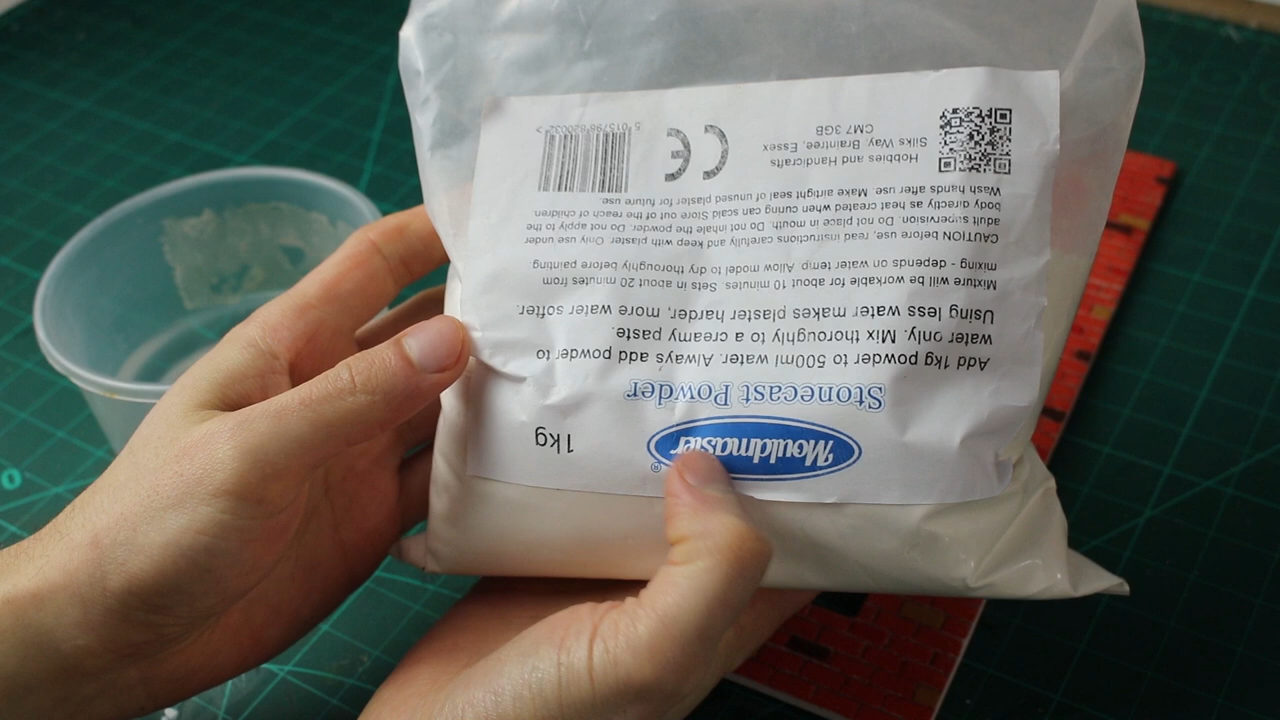 Mouldmaster®
1kg
Stonecast Powder
Add 1kg powder to 500ml water. Always add powder to
water only. Mix thoroughly to a creamy paste.
Using less water makes plaster harder, more water softer.
Mixture will be workable for about 10 minutes. Sets in about 20 minutes from
mixing - depends on water temp. Allow model to dry thoroughly before painting
CAUTION before use, read instructions carefully and keep with plaster. Only use under
adult supervision. Do not place in mouth. Do not inhale the powder. Do not apply to the
body directly as heat created when curing can scald Store out of the reach of children.
Wash hands after use. Make airtight seal of unused plaster for future use.
Hobbies and Handicrafts
Silks Way, Braintree, Essex
CM7 3GB
CE
5 015798 820032 >